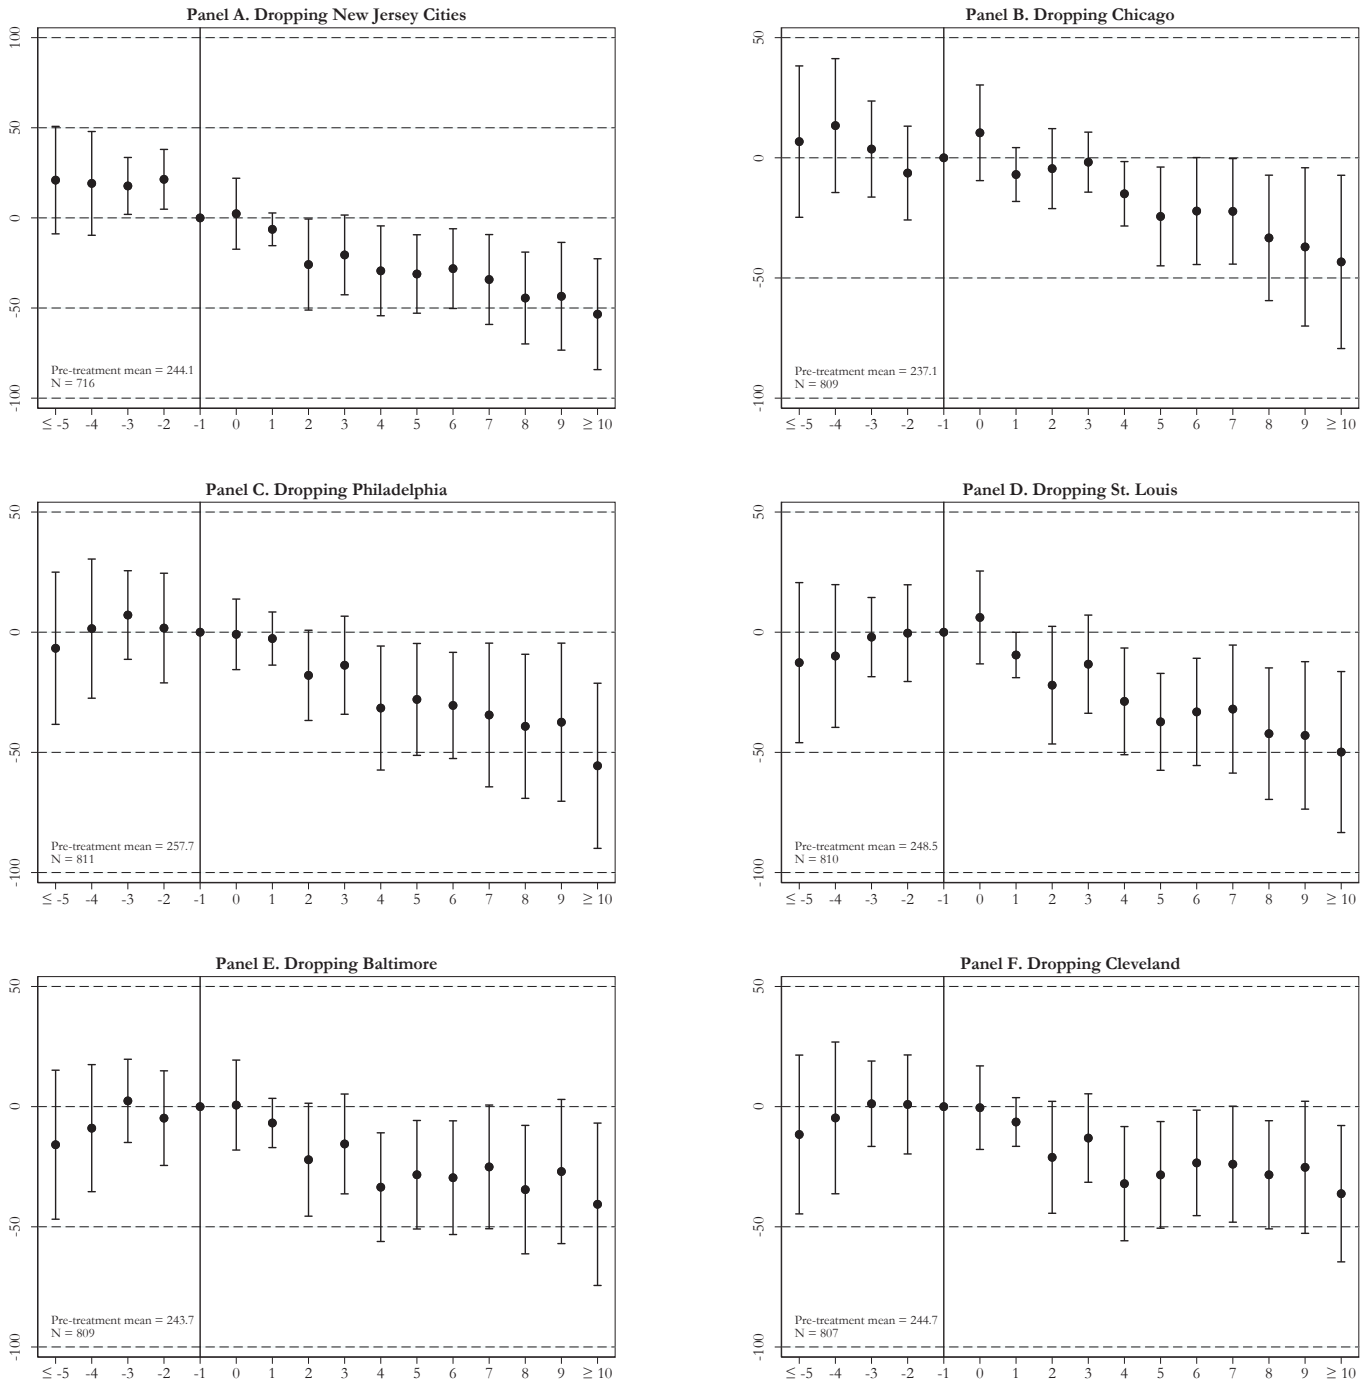 Panel A. Dropping New Jersey Cities
100
50
0
-50
-100
Pre-treatment mean = 244.1
N = 716
≤ -5 -4 -3 -2 -1 0 1 2 3 4 5 6 7 8 9 ≥ 10
Panel B. Dropping Chicago
50
0
-50
-100
Pre-treatment mean = 237.1
N = 809
≤ -5 -4 -3 -2 -1 0 1 2 3 4 5 6 7 8 9 ≥ 10
Panel C. Dropping Philadelphia
50
0
-50
-100
Pre-treatment mean = 257.7
N = 811
≤ -5 -4 -3 -2 -1 0 1 2 3 4 5 6 7 8 9 ≥ 10
Panel D. Dropping St. Louis
50
0
-50
-100
Pre-treatment mean = 248.5
N = 810
≤ -5 -4 -3 -2 -1 0 1 2 3 4 5 6 7 8 9 ≥ 10
Panel E. Dropping Baltimore
50
0
-50
-100
Pre-treatment mean = 243.7
N = 809
≤ -5 -4 -3 -2 -1 0 1 2 3 4 5 6 7 8 9 ≥ 10
Panel F. Dropping Cleveland
50
0
-50
-100
Pre-treatment mean = 244.7
N = 807
≤ -5 -4 -3 -2 -1 0 1 2 3 4 5 6 7 8 9 ≥ 10